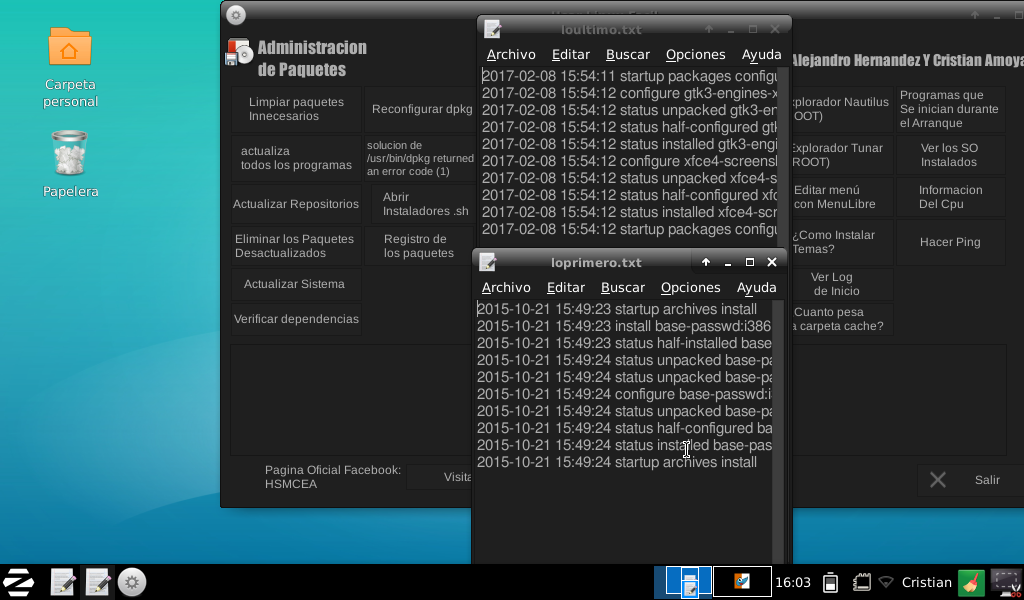 Carpeta
personal
Papelera
Administracion
de Paquetes
Limpiar paquetes
Innecesarios
Reconfigurar dpkg
actualiza
todos los programas
solucion de
/usr/bin/dpkg returned
an error code (1)
Actualizar Repositorios
Abrir
Instaladores .sh
Eliminar los Paquetes
Desactualizados
Registro de
los paquetes
Actualizar Sistema
Verificar dependencias
Pagina Oficial Facebook:
HSMCEA
Visita
loultimo.txt
Archivo Editar Buscar Opciones Ayuda
2017-02-08 15:54:11 startup packages configu
2017-02-08 15:54:12 configure gtk3-engines-x
2017-02-08 15:54:12 status unpacked gtk3-en
2017-02-08 15:54:12 status half-configured gtk
2017-02-08 15:54:12 status installed gtk3-engi
2017-02-08 15:54:12 configure xfce4-screensh
2017-02-08 15:54:12 status unpacked xfce4-s
2017-02-08 15:54:12 status half-configured xfc
2017-02-08 15:54:12 status installed xfce4-scr
2017-02-08 15:54:12 startup packages configu
loprimero.txt
Archivo Editar Buscar Opciones Ayuda
2015-10-21 15:49:23 startup archives install
2015-10-21 15:49:23 install base-passwd:i386
2015-10-21 15:49:23 status half-installed base
2015-10-21 15:49:24 status unpacked base-pa
2015-10-21 15:49:24 status unpacked base-pa
2015-10-21 15:49:24 configure base-passwd:i
2015-10-21 15:49:24 status unpacked base-pa
2015-10-21 15:49:24 status half-configured ba
2015-10-21 15:49:24 status installed base-pas
2015-10-21 15:49:24 startup archives install
Alejandro Hernandez Y Cristian Amoya
xplorador Nautilus
OOT)
Programas que
Se inician durante
el Arranque
Explorador Tunar
ROOT)
Ver los SO
Instalados
Editar menú
con MenuLibre
Informacion
Del Cpu
¿Como Instalar
Temas?
Hacer Ping
Ver Log
de Inicio
Cuanto pesa
a carpeta cache?
Salir
16:03
Cristian